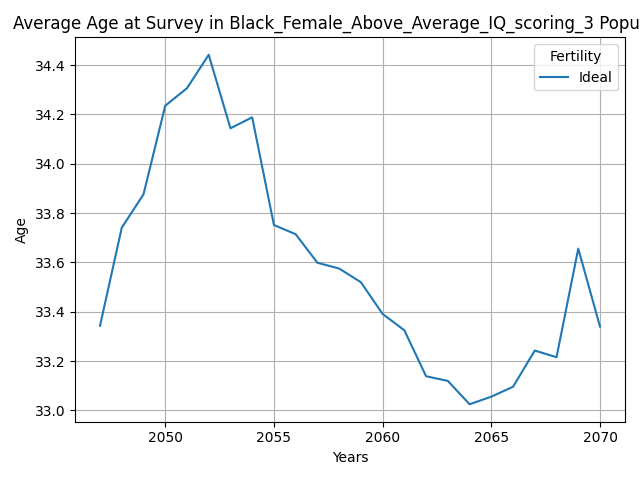 Average Age at Survey in Black_Female_Above_Average_IQ_scoring_3 Popu
Fertility
Ideal
34.4
34.2
34.0
33.8
33.6
33.4
33.2
33.0
Age
2050 2055 2060 2065 2070
Years